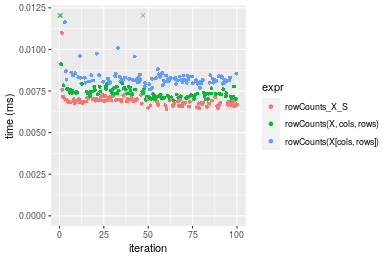 0.0125
0.0100
0.0075
0.0050
0.0025
0.0000
time (ms)
0
25
50
75
100
iteration
expr
rowCounts_X_S
rowCounts(X, cols, rows)
rowCounts(X[cols, rows])